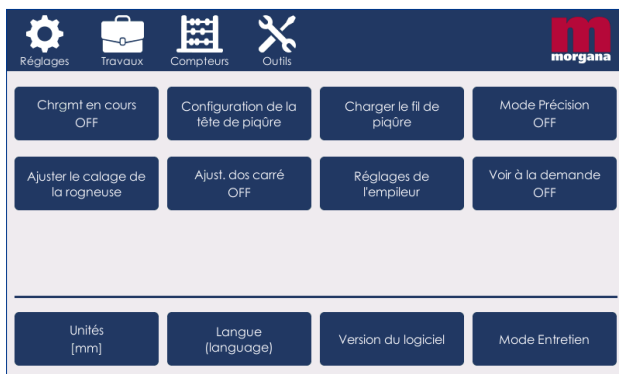 Réglages
Travaux
Compteurs
Outils
m
morgana
Chrgmt en cours
OFF
Configuration de la
tête de piqûre
Charger le fil de
piqûre
Mode Précision
OFF
Ajuster le calage de
la rogneuse
Ajust. dos carré
OFF
Réglages de
l'empileur
Voir à la demande
OFF
Unités
[mm]
Langue
(language)
Version du logiciel
Mode Entretien